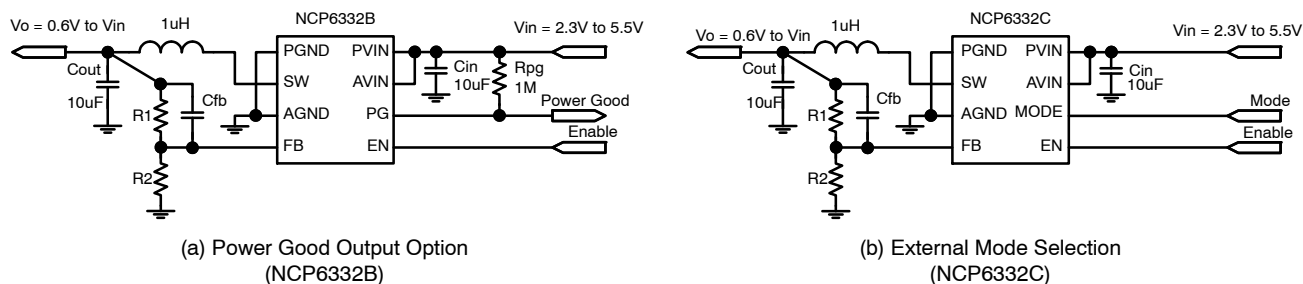 NCP6332B
Vo = 0.6V to Vin
1uH
Vin = 2.3V to 5.5V
PGND
PVIN
Cout
SW
AVIN
Cin
10uF
Rpg
1M
10uF
Cfb
R1
AGND
PG
Power Good
Enable
FB
EN
R2
(a) Power Good Output Option
(NCP6332B)
NCP6332C
Vo = 0.6V to Vin
1uH
Vin = 2.3V to 5.5V
PGND
PVIN
Cout
SW
AVIN
Cin
10uF
10uF
Cfb
R1
AGND
MODE
Mode
Enable
FB
EN
R2
(b) External Mode Selection
(NCP6332C)